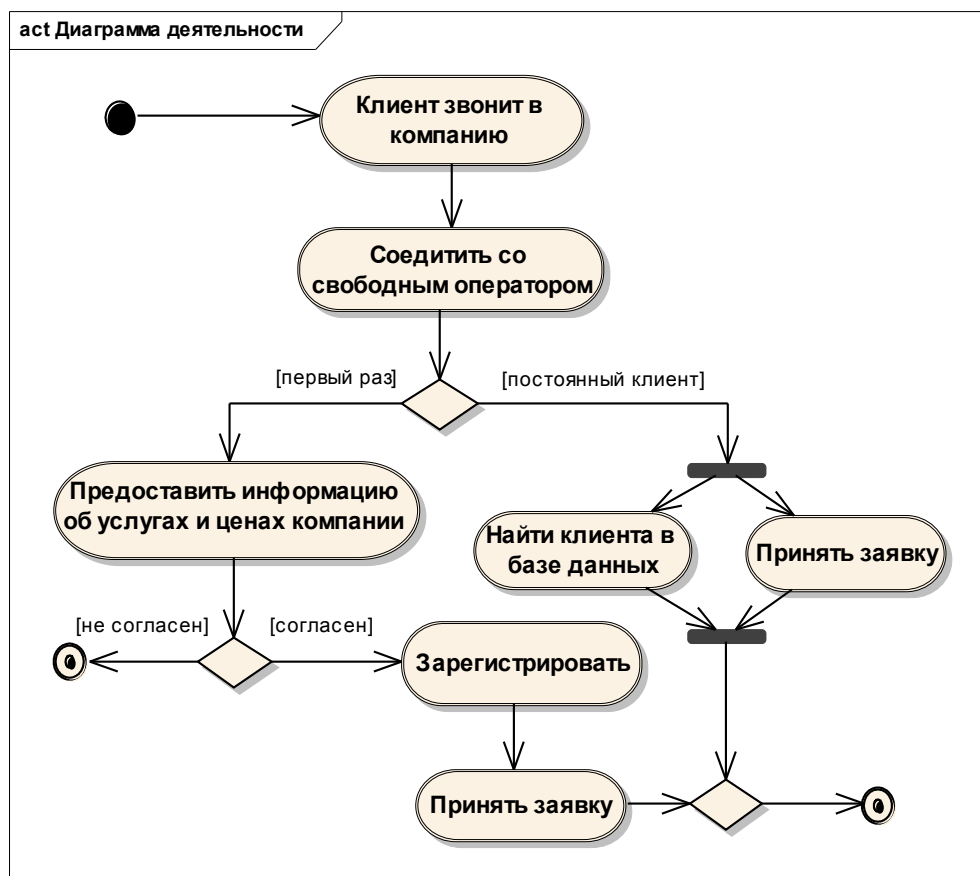 act Диаграмма деятельности
Клиент звонит в
компанию
Соедитить со
свободным оператором
[первый раз]
[постоянный клиент]
Предоставить информацию
об услугах и ценах компании
Найти клиента в
базе данных
Принять заявку
[не согласен]
[согласен]
Зарегистрировать
Принять заявку